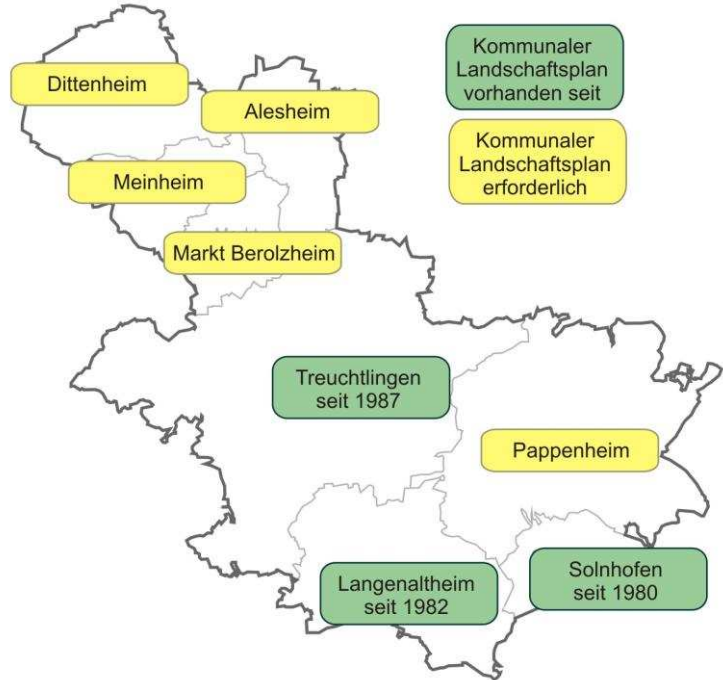 Kommunaler
Landschaftsplan
vorhanden seit
Kommunaler
Landschaftsplan
erforderlich
Dittenheim
Alesheim
Meinheim
Markt Berolzheim
Treuchtlingen
seit 1987
Pappenheim
Langenaltheim
seit 1982
Solnhofen
seit 1980